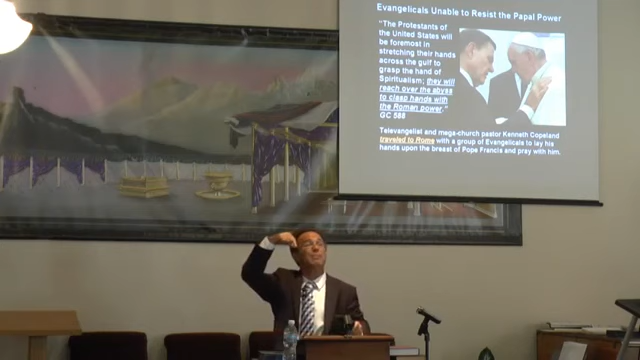 Evangelicals Unable to Resist the Papal Power
"The Protestants of
the United States will
be foremost in
stretching their hands
across the gulf to
grasp the hand of
Spiritualism; they will
reach over the abyss
to clasp hands with
the Roman power."
GC 588
Televangelist and mega-church pastor Kenneth Copeland
traveled to Rome with a group of Evangelicals to lay his
hands upon the breast of Pope Francis and pray with him.